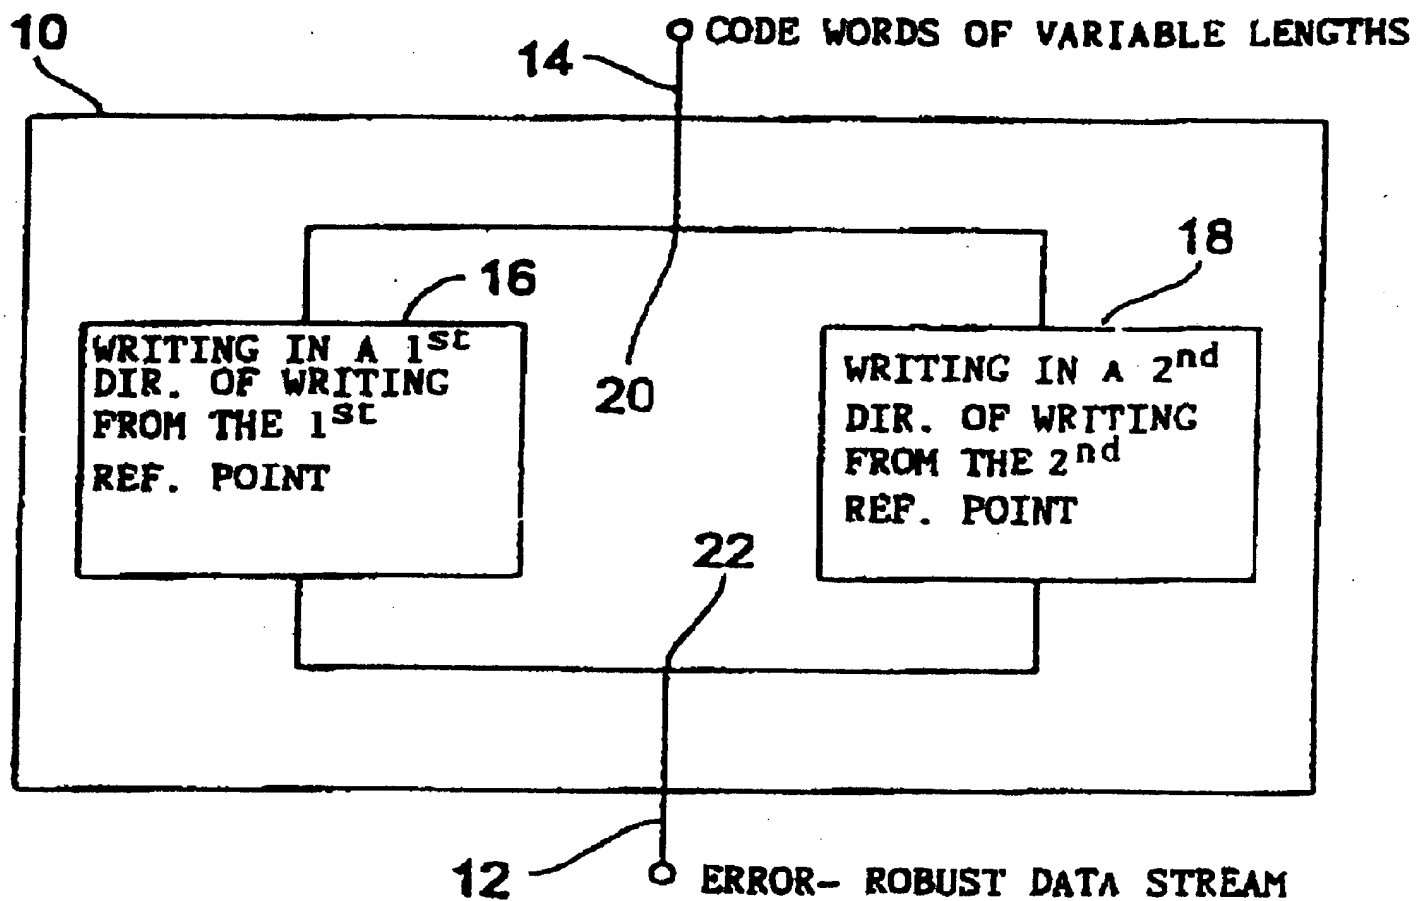 10
14
CODE WORDS OF VARIABLE LENGTHS
16
18
WRITING IN A 1st
DIR. OF WRITING
FROM THE 1st
REF. POINT
20
WRITING IN A 2nd
DIR. OF WRITING
FROM THE 2nd
REF. POINT
22
12
ERROR- ROBUST DATA STREAM